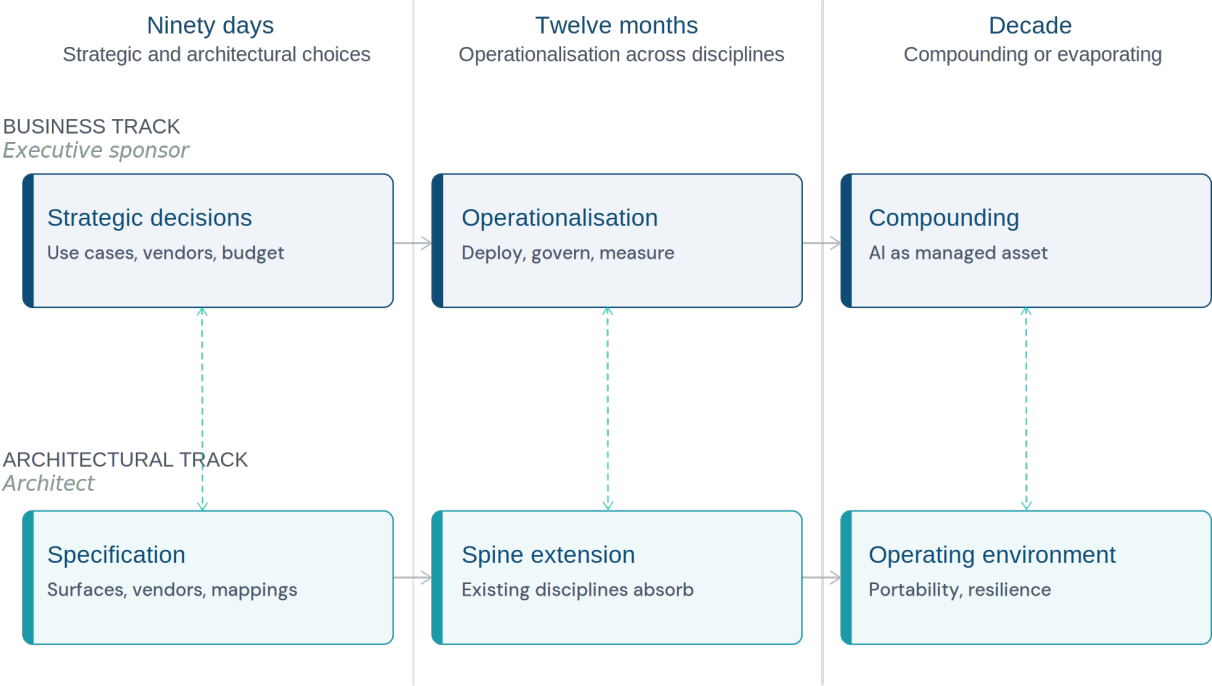 Ninety days
Strategic and architectural choices
Twelve months
Operationalisation across disciplines
Decade
Compounding or evaporating
BUSINESS TRACK
Executive sponsor
Strategic decisions
Use cases, vendors, budget
Operationalisation
Deploy, govern, measure
Compounding
AI as managed asset
ARCHITECTURAL TRACK
Architect
Specification
Surfaces, vendors, mappings
Spine extension
Existing disciplines absorb
Operating environment
Portability, resilience